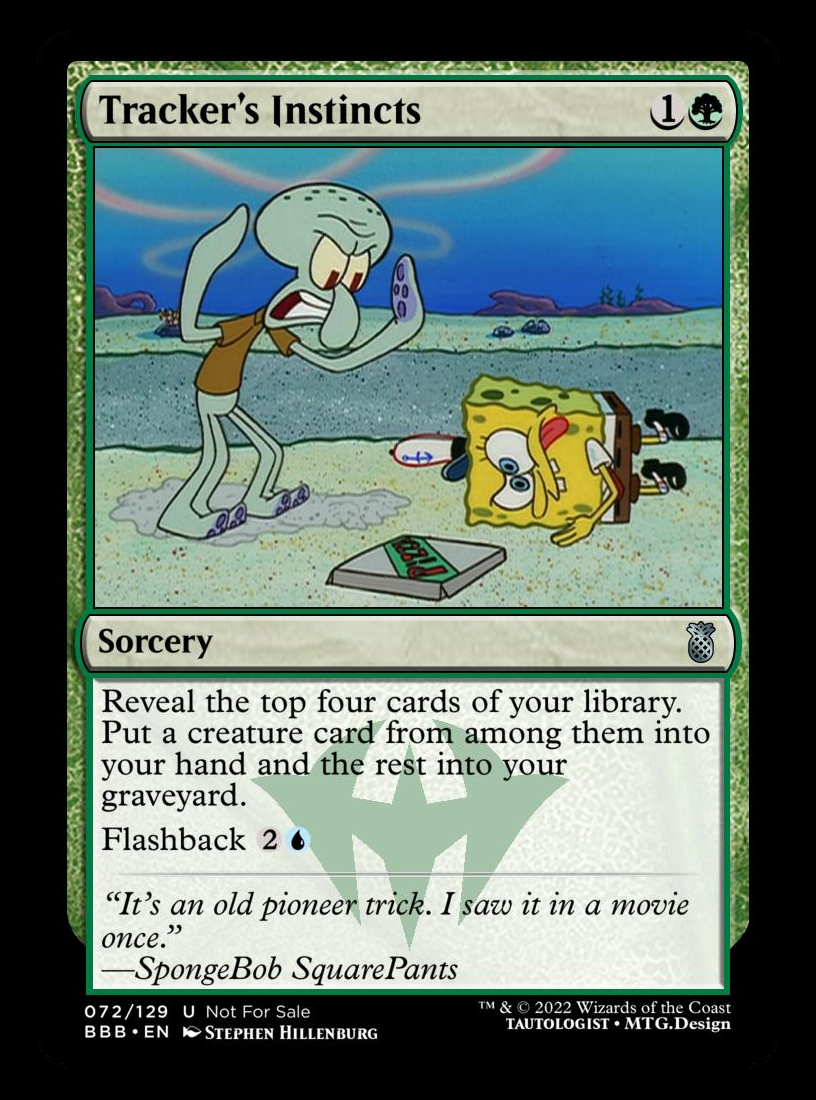 Tracker's Instincts 1
PIZZA
Sorcery
Reveal the top four cards of your library.
Put a creature card from among them into
your hand and the rest into your
graveyard.
Flashback 2
“It's an old pioneer trick. I saw it in a movie
once.”
—SpongeBob SquarePants
072/129 U Not For Sale
BBB • EN STEPHEN HILLENBURG
™ & © 2022 Wizards of the Coast
TAUTOLOGIST • MTG.Design